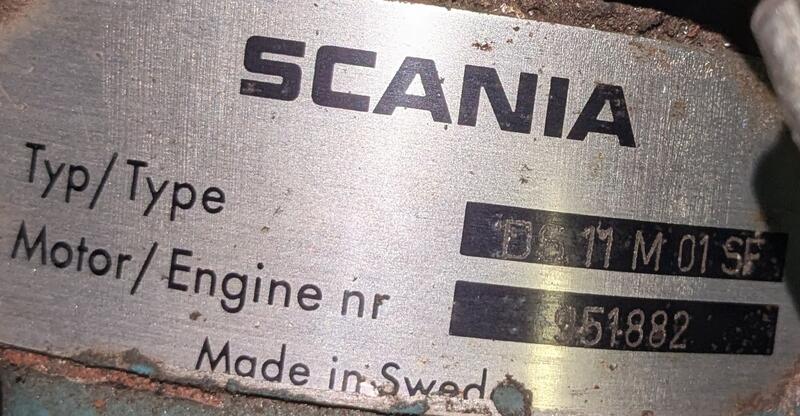 SCANIA
Typ/Type DS 11 M 01 SF
Motor/Engine nr 951882
Made in Swed